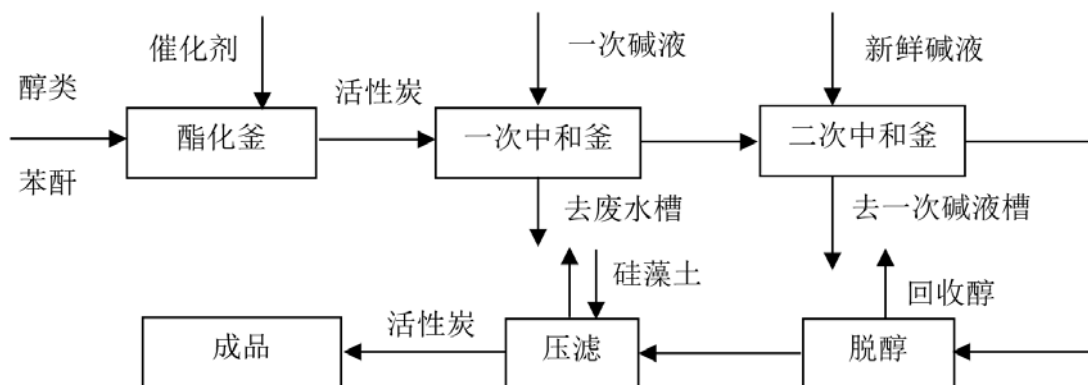 催化剂
一次碱液
新鲜碱液
醇类
活性炭
酯化釜
一次中和釜
二次中和釜
苯酐
去废水槽
去一次碱液槽
硅藻土
回收醇
活性炭
成品
压滤
脱醇